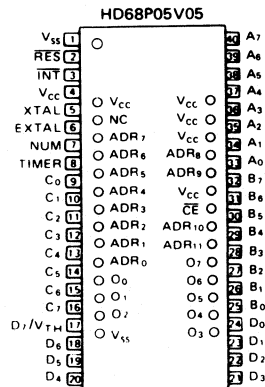 HD68P05V05
VSS 1 40 A7
RES 2 39 A6
INT 3 38 A5
VCC 4 37 A4
XTAL 5 VCC VCC 36 A3
EXTAL 6 NC VCC 35 A2
NUM 7 ADR7 VCC 34 A1
TIMER 8 ADR6 ADR8 33 A0
C0 9 ADR5 ADR9 32 B7
C1 10 ADR4 VCC 31 B6
C2 11 ADR3 CE 30 B5
C3 12 ADR2 ADR10 29 B4
C4 13 ADR1 ADR11 28 B3
C5 14 ADR0 O7 27 B2
C6 15 O0 O6 26 B1
C7 16 O1 O5 25 B0
D7/VTH 17 O2 O4 24 D0
D6 18 VSS O3 23 D1
D5 19 22 D2
D4 20 21 D3